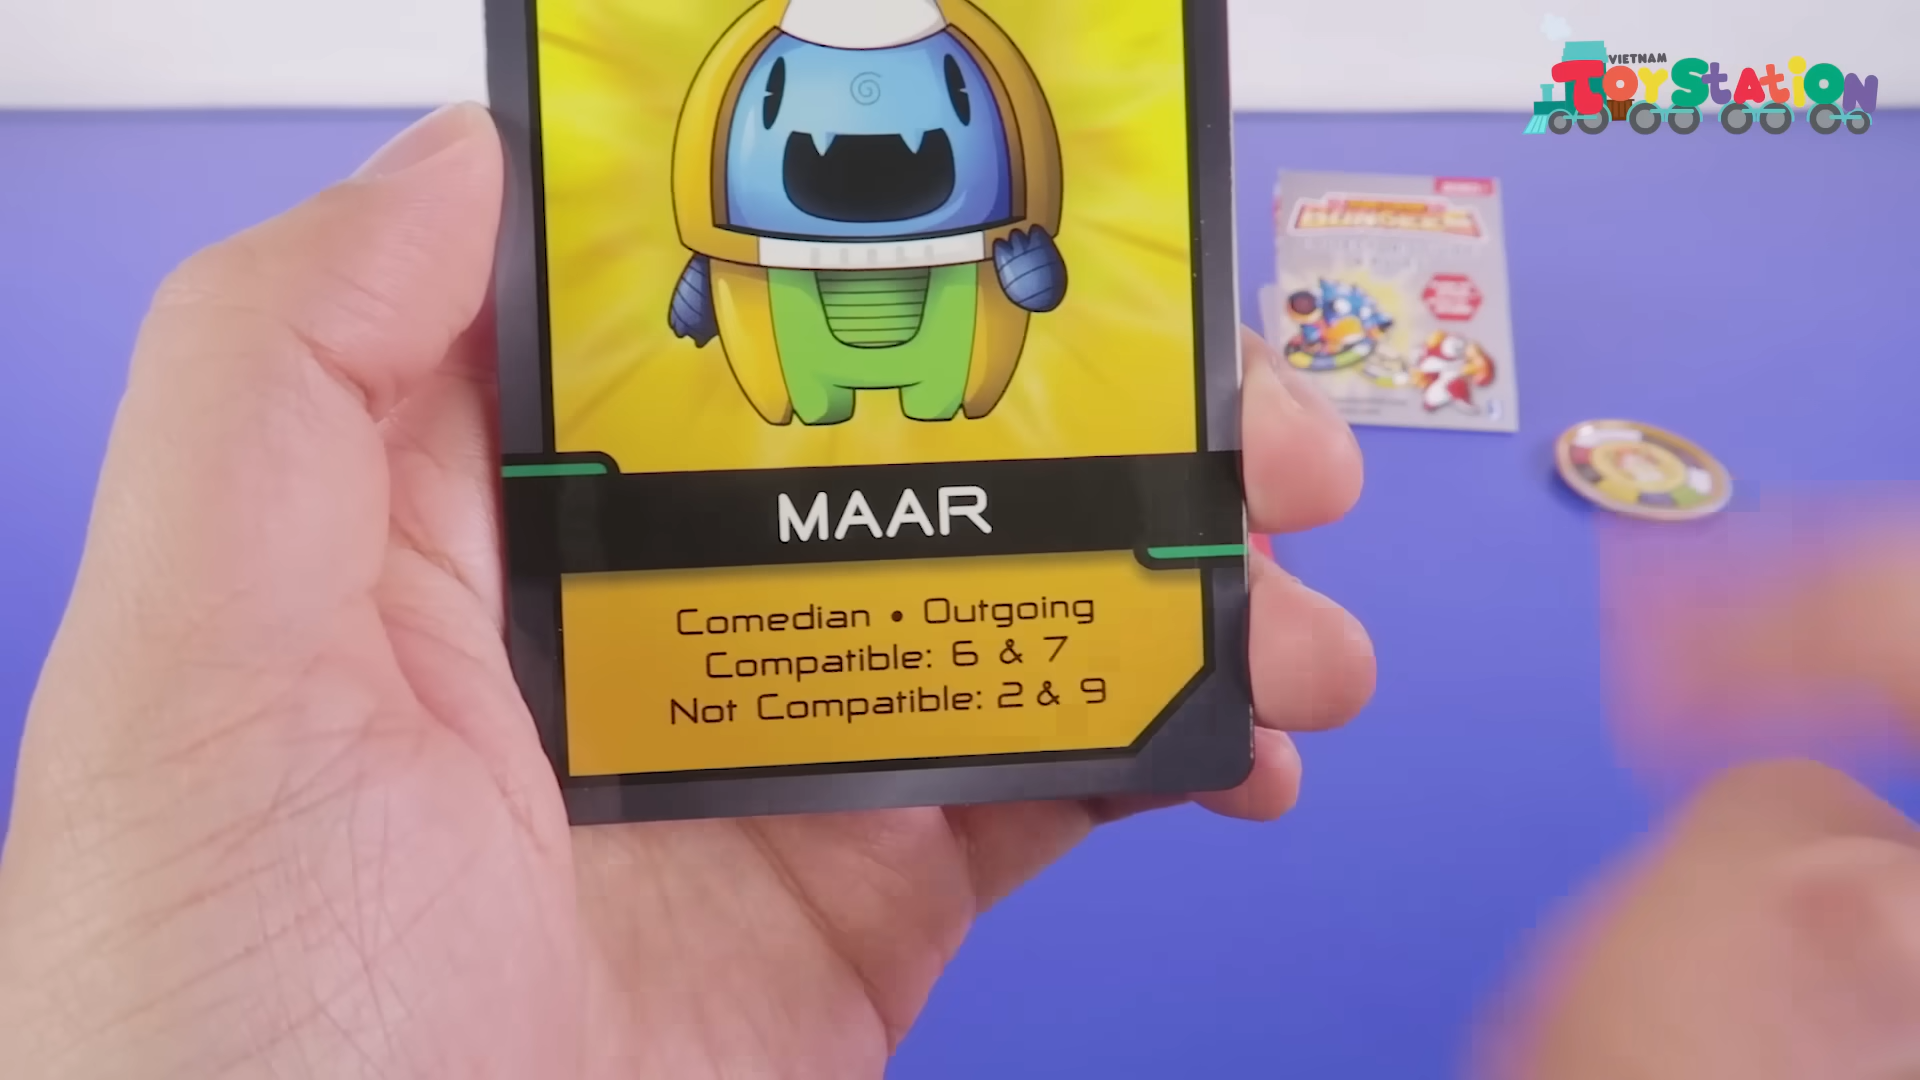 VIETNAM
ToyStation
MAAR
Comedian • Outgoing
Compatible: 6 & 7
Not Compatible: 2 & 9